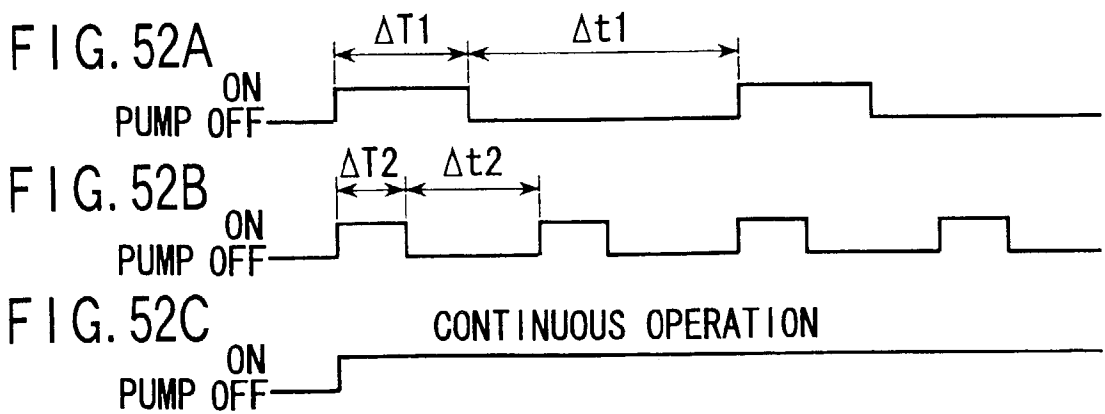 FIG. 52A
ΔT1 Δt1
ON
PUMP OFF
FIG. 52B
ΔT2 Δt2
ON
PUMP OFF
FIG. 52C
CONTINUOUS OPERATION
ON
PUMP OFF